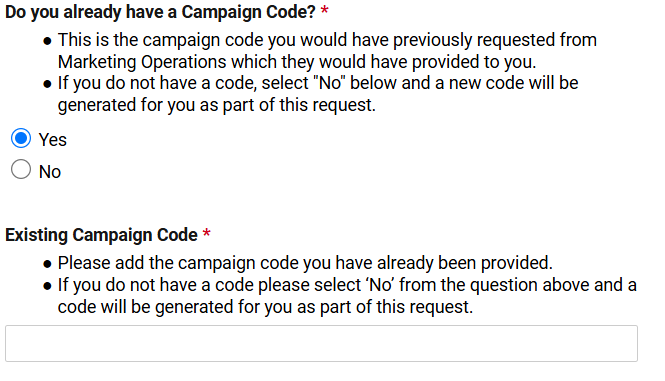 Do you already have a Campaign Code? *
● This is the campaign code you would have previously requested from
Marketing Operations which they would have provided to you.
● If you do not have a code, select "No" below and a new code will be
generated for you as part of this request.
Yes
No
Existing Campaign Code *
● Please add the campaign code you have already been provided.
● If you do not have a code please select ‘No’ from the question above and a
code will be generated for you as part of this request.